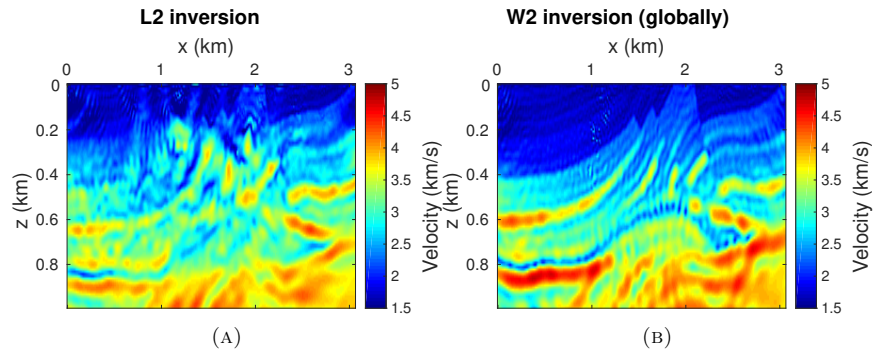 L2 inversion
x (km)
0 1 2 3
0
0.2
0.4
0.6
0.8
z (km)
5
4.5
4
3.5
3
2.5
2
1.5
Velocity (km/s)
(A)
W2 inversion (globally)
x (km)
0 1 2 3
0
0.2
0.4
0.6
0.8
z (km)
5
4.5
4
3.5
3
2.5
2
1.5
Velocity (km/s)
(B)